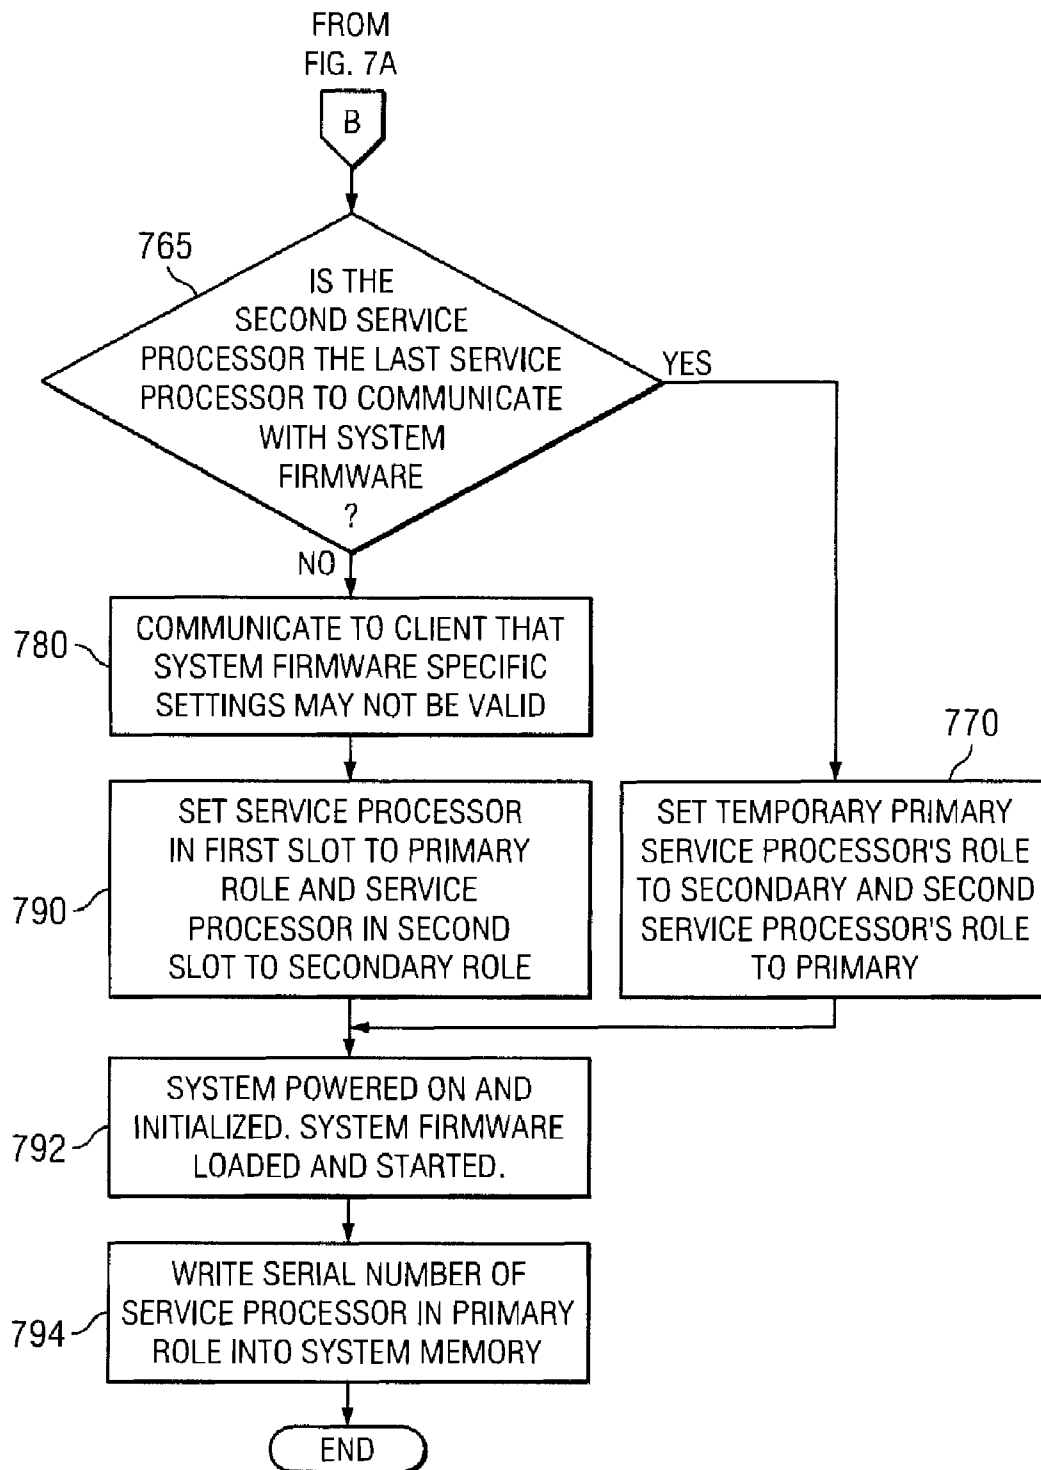 FROM
FIG. 7A
B
765
IS THE
SECOND SERVICE
PROCESSOR THE LAST SERVICE
PROCESSOR TO COMMUNICATE
WITH SYSTEM
FIRMWARE
?
YES
NO
780
COMMUNICATE TO CLIENT THAT
SYSTEM FIRMWARE SPECIFIC
SETTINGS MAY NOT BE VALID
770
790
SET SERVICE PROCESSOR
IN FIRST SLOT TO PRIMARY
ROLE AND SERVICE
PROCESSOR IN SECOND
SLOT TO SECONDARY ROLE
SET TEMPORARY PRIMARY
SERVICE PROCESSOR'S ROLE
TO SECONDARY AND SECOND
SERVICE PROCESSOR'S ROLE
TO PRIMARY
792
SYSTEM POWERED ON AND
INITIALIZED. SYSTEM FIRMWARE
LOADED AND STARTED.
794
WRITE SERIAL NUMBER OF
SERVICE PROCESSOR IN PRIMARY
ROLE INTO SYSTEM MEMORY
END